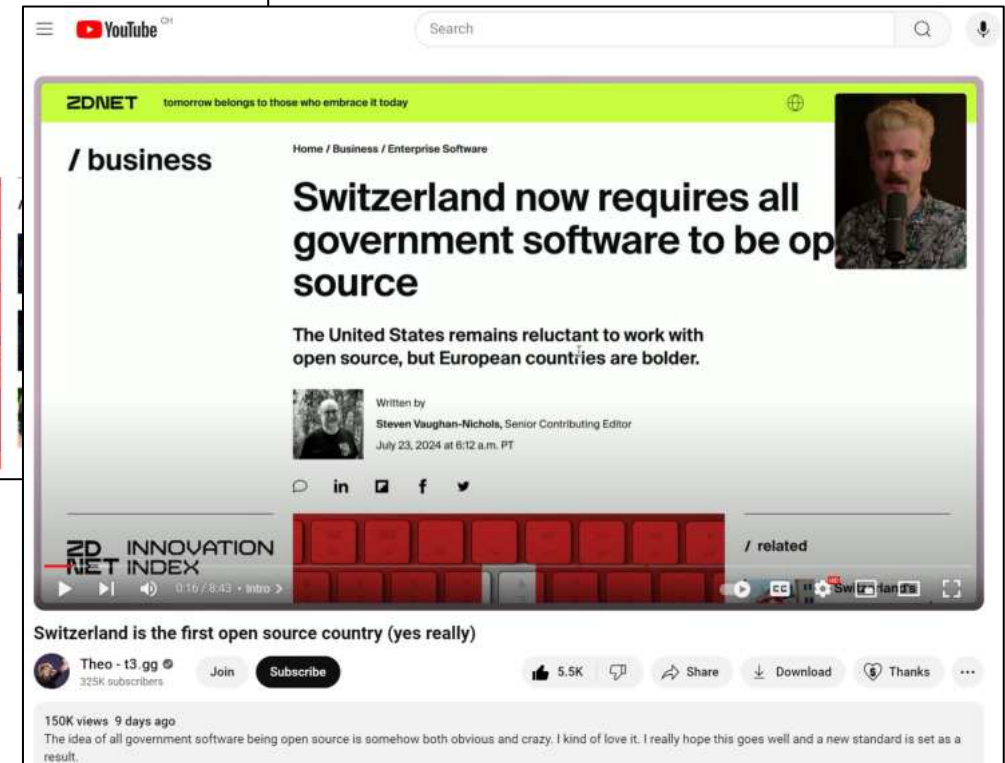 YouTube CH
Search
ZDNET tomorrow belongs to those who embrace it today
/ business
Home / Business / Enterprise Software
Switzerland now requires all
government software to be op
source
The United States remains reluctant to work with
open source, but European countries are bolder.
Written by
Steven Vaughan-Nichols, Senior Contributing Editor
July 23, 2024 at 6:12 a.m. PT
in f
ZD INNOVATION
NET INDEX
/ related
0:16 / 8:43 • Intro >
CC
HD
Switzerland's
Switzerland is the first open source country (yes really)
Theo - t3.gg
325K subscribers
Join
Subscribe
5.5K
Share
Download
Thanks
150K views 9 days ago
The idea of all government software being open source is somehow both obvious and crazy. I kind of love it. I really hope this goes well and a new standard is set as a
result.